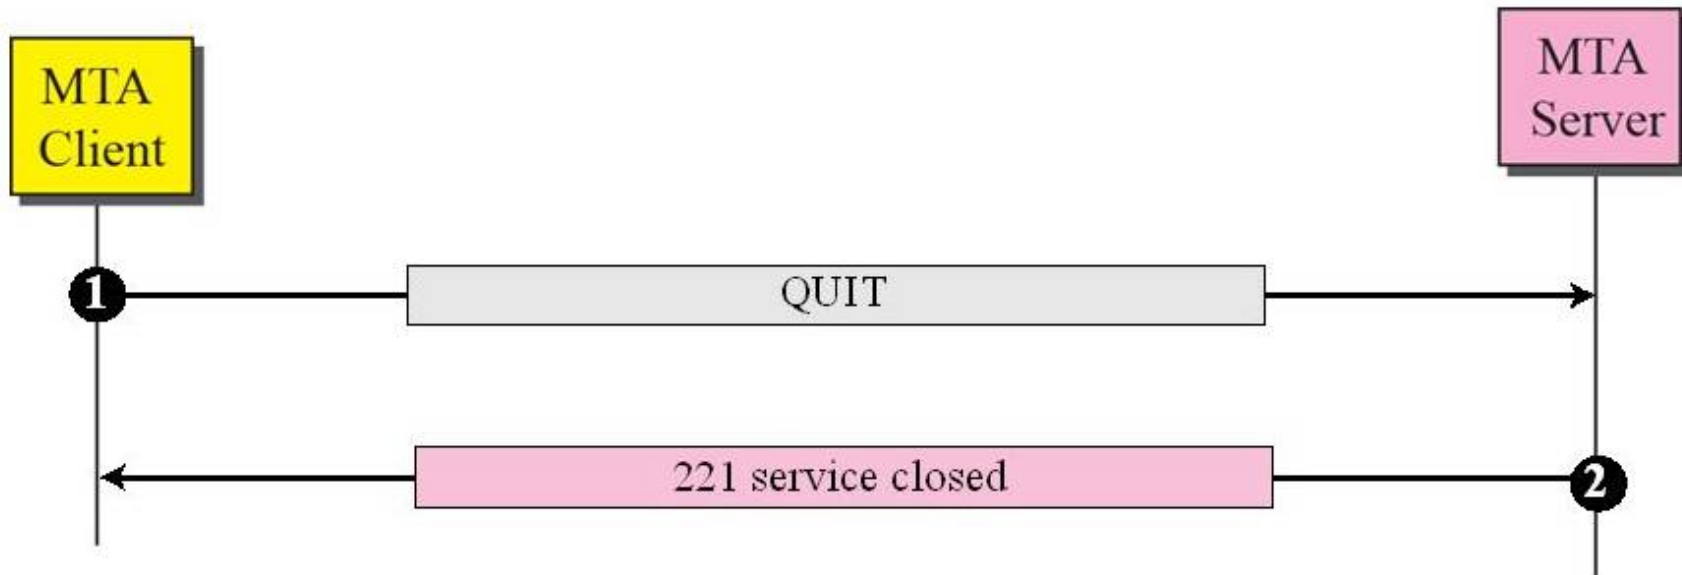 MTA
Client
MTA
Server
1
QUIT
221 service closed
2